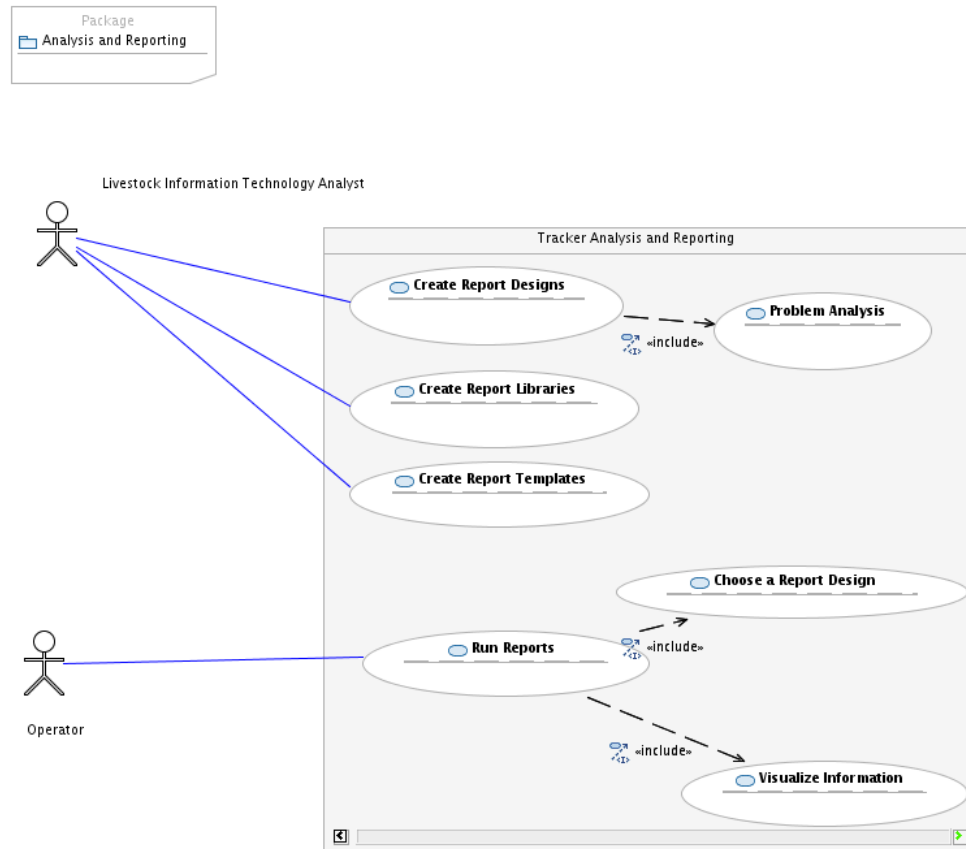 Package
Analysis and Reporting
Livestock Information Technology Analyst
Tracker Analysis and Reporting
Create Report Designs
Problem Analysis
«include»
Create Report Libraries
Create Report Templates
Choose a Report Design
Run Reports
«include»
Operator
«include»
Visualize Information